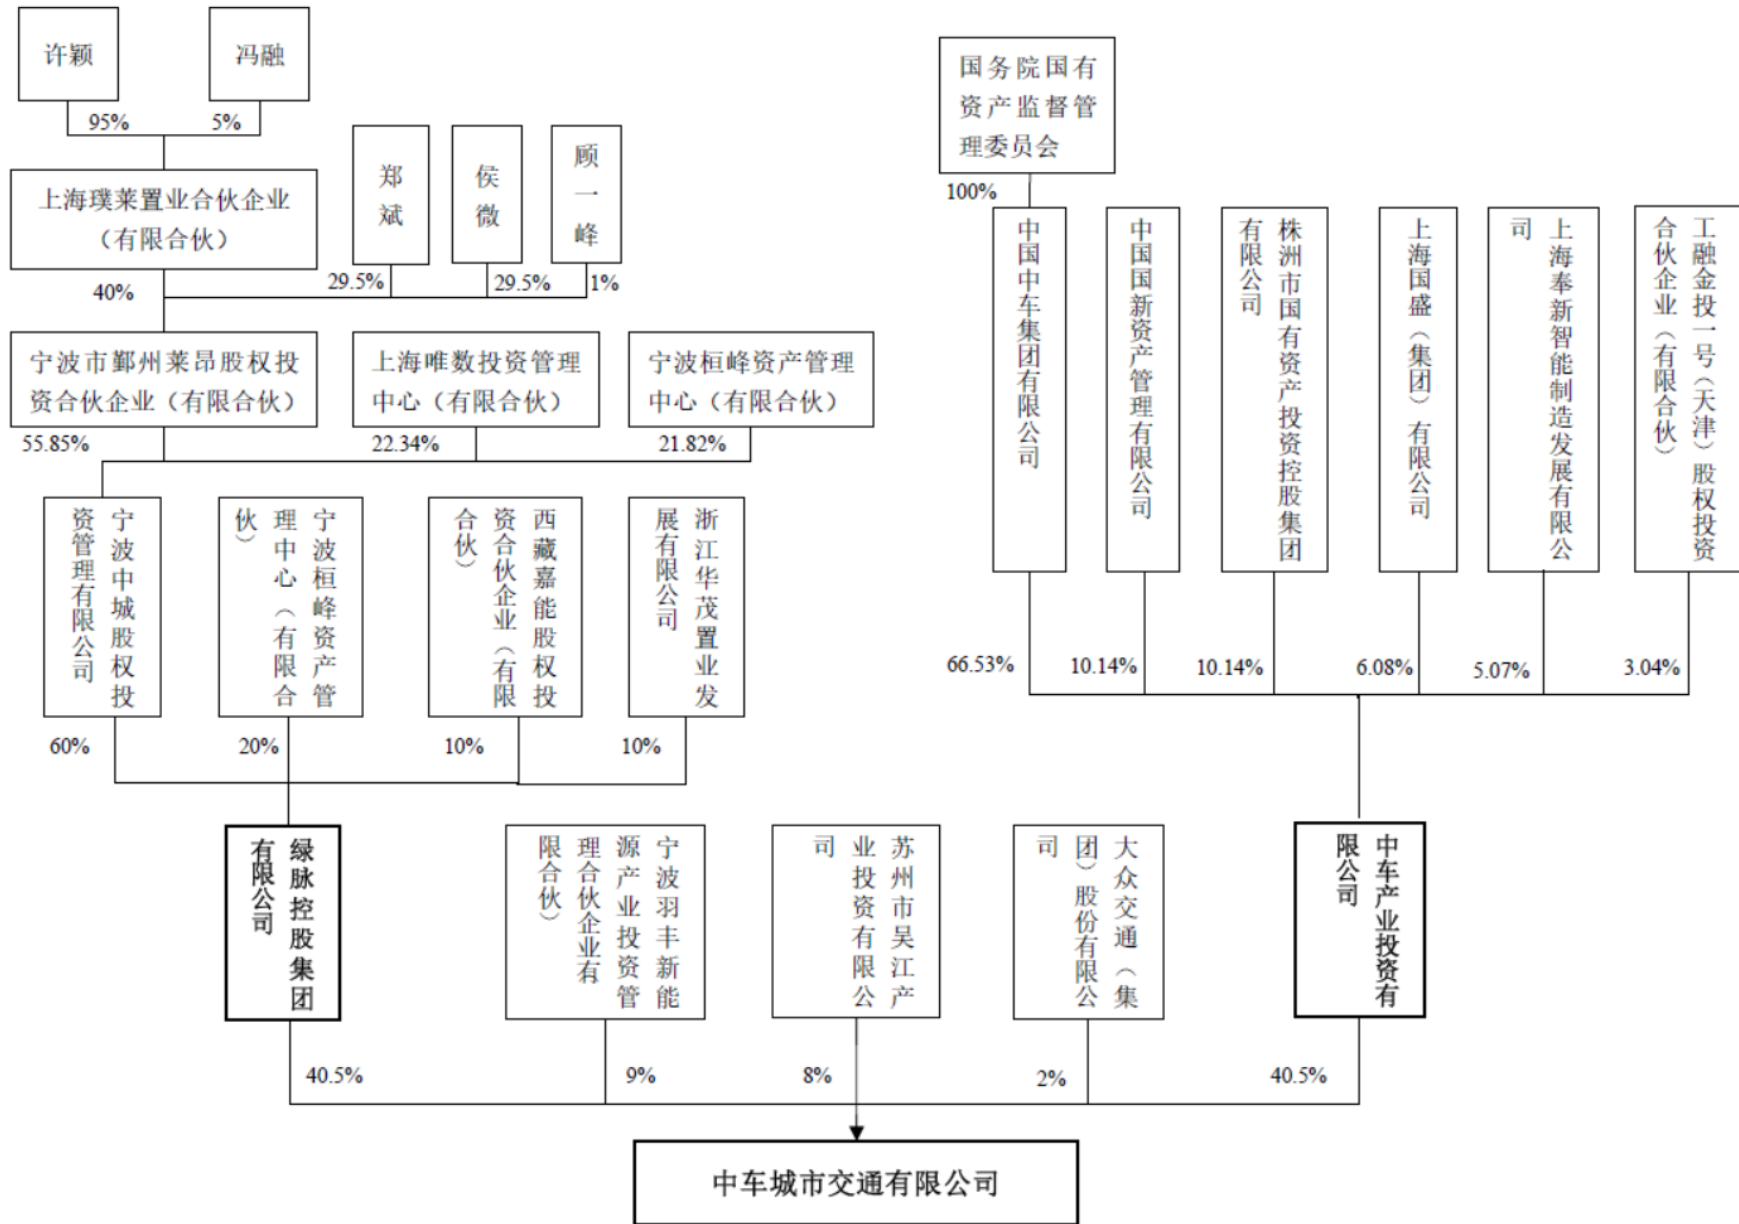 许颖
冯融
95%
5%
国务院国有
资产监督管
理委员会
100%
上海璞莱置业合伙企业
（有限合伙）
郑斌
侯微
顾一峰
40%
29.5%
29.5%
1%
宁波市鄞州莱昂股权投
资合伙企业（有限合伙）
上海唯数投资管理
中心（有限合伙）
宁波桓峰资产管理
中心（有限合伙）
55.85%
22.34%
21.82%
中国中车集团有限公司
中国国新资产管理有限公司
株洲市国有资产投资控股集团
有限公司
上海国盛（集团）有限公司
上海奉新智能制造发展有限公
司
工融金投一号（天津）股权投资
合伙企业（有限合伙）
宁波中城股权投
资管理有限公司
宁波桓峰资产管
理中心（有限合
伙）
西藏嘉能股权投
资合伙企业（有限
合伙）
浙江华茂置业发
展有限公司
60%
20%
10%
10%
66.53%
10.14%
10.14%
6.08%
5.07%
3.04%
绿脉控股集团
有限公司
宁波羽丰新能
源产业投资管
理合伙企业有
限合伙）
苏州市吴江产
业投资有限公
司
大众交通（集
团）股份有限公
司
中车产业投资有
限公司
40.5%
9%
8%
2%
40.5%
中车城市交通有限公司